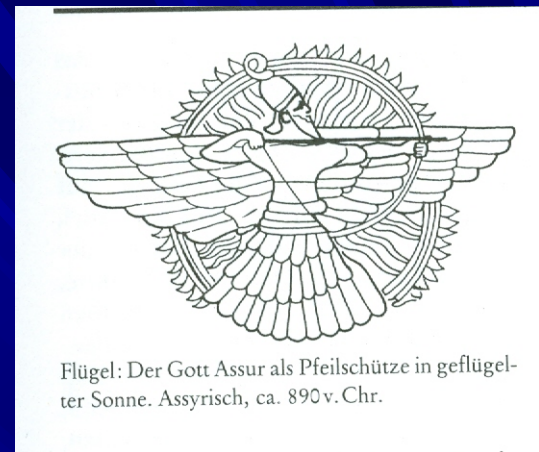 Flügel: Der Gott Assur als Pfeilschütze in geflügel-
ter Sonne. Assyrisch, ca. 890 v. Chr.